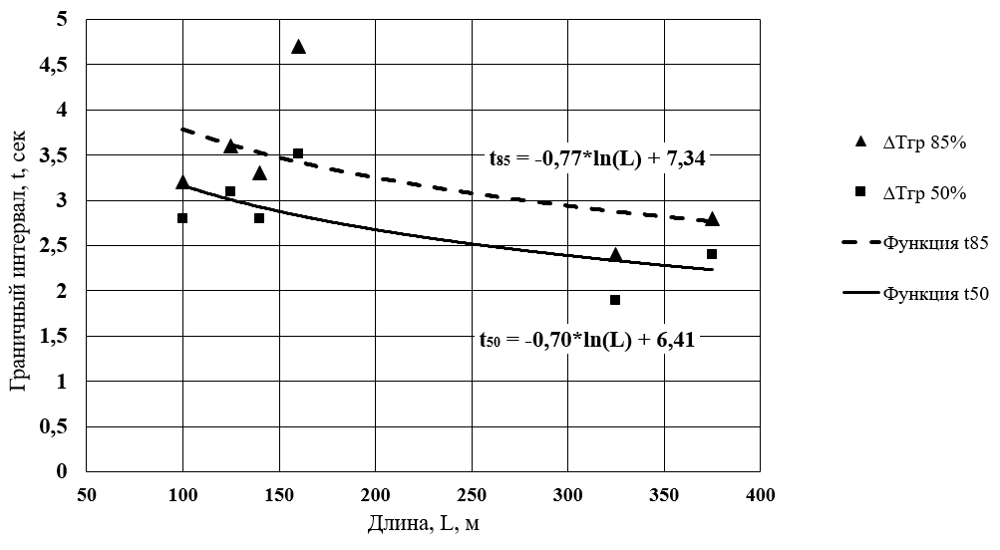 5
4,5
4
3,5
3
2,5
2
1,5
1
0,5
0
50 100 150 200 250 300 350 400
Граничный интервал, t, сек
Длина, L, м
t85 = -0,77*ln(L) + 7,34
t50 = -0,70*ln(L) + 6,41
ΔТгр 85%
ΔТгр 50%
Функция t85
Функция t50